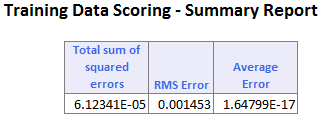 Training Data Scoring - Summary Report
Total sum of
squared
errors
RMS Error
Average
Error
6.12341E-05 0.001453 1.64799E-17